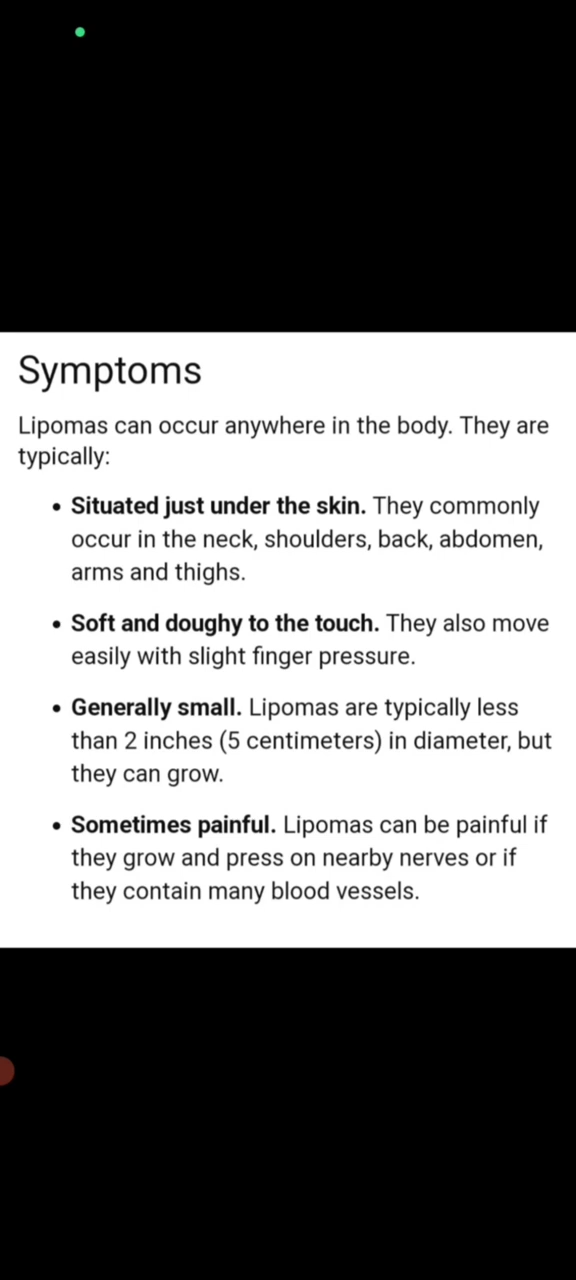 Symptoms
Lipomas can occur anywhere in the body. They are
typically:
• Situated just under the skin. They commonly
occur in the neck, shoulders, back, abdomen,
arms and thighs.
• Soft and doughy to the touch. They also move
easily with slight finger pressure.
• Generally small. Lipomas are typically less
than 2 inches (5 centimeters) in diameter, but
they can grow.
• Sometimes painful. Lipomas can be painful if
they grow and press on nearby nerves or if
they contain many blood vessels.